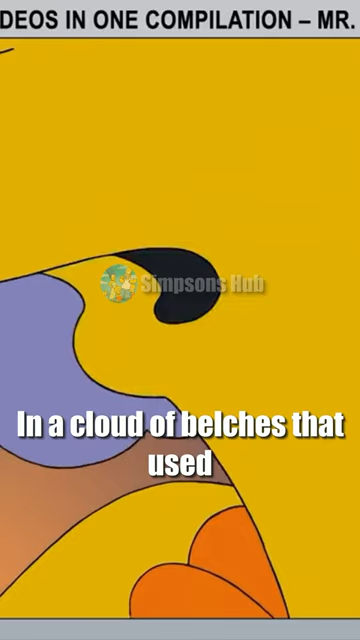 DEOS IN ONE COMPILATION – MR.
Simpsons Hub
In a cloud of belches that
used